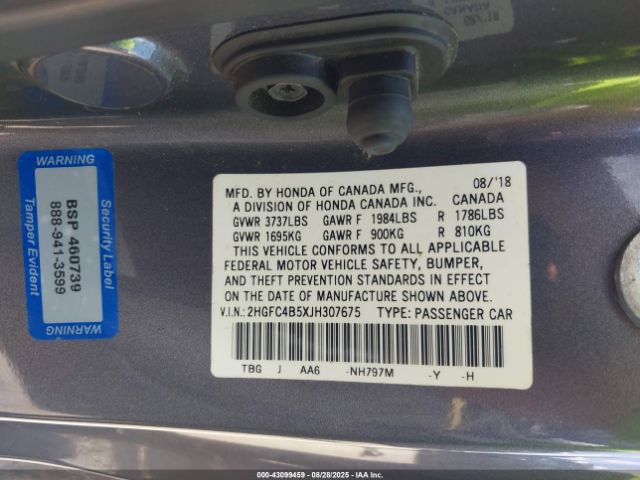 WARNING
Security Label
BSP 460739
888-941-3599
Tamper Evident
WARNING
CANADA
MFD. BY HONDA OF CANADA MFG., 08/'18
A DIVISION OF HONDA CANADA INC. CANADA
GVWR 3737LBS GAWR F 1984LBS R 1786LBS
GVWR 1695KG GAWR F 900KG R 810KG
THIS VEHICLE CONFORMS TO ALL APPLICABLE
FEDERAL MOTOR VEHICLE SAFETY, BUMPER,
AND THEFT PREVENTION STANDARDS IN EFFECT
ON THE DATE OF MANUFACTURE SHOWN ABOVE.
V.I.N.: 2HGFC4B5XJH307675 TYPE: PASSENGER CAR
TBG J AA6 -NH797M -Y -H
000-43099459 - 08/28/2025 - IAAI.COM